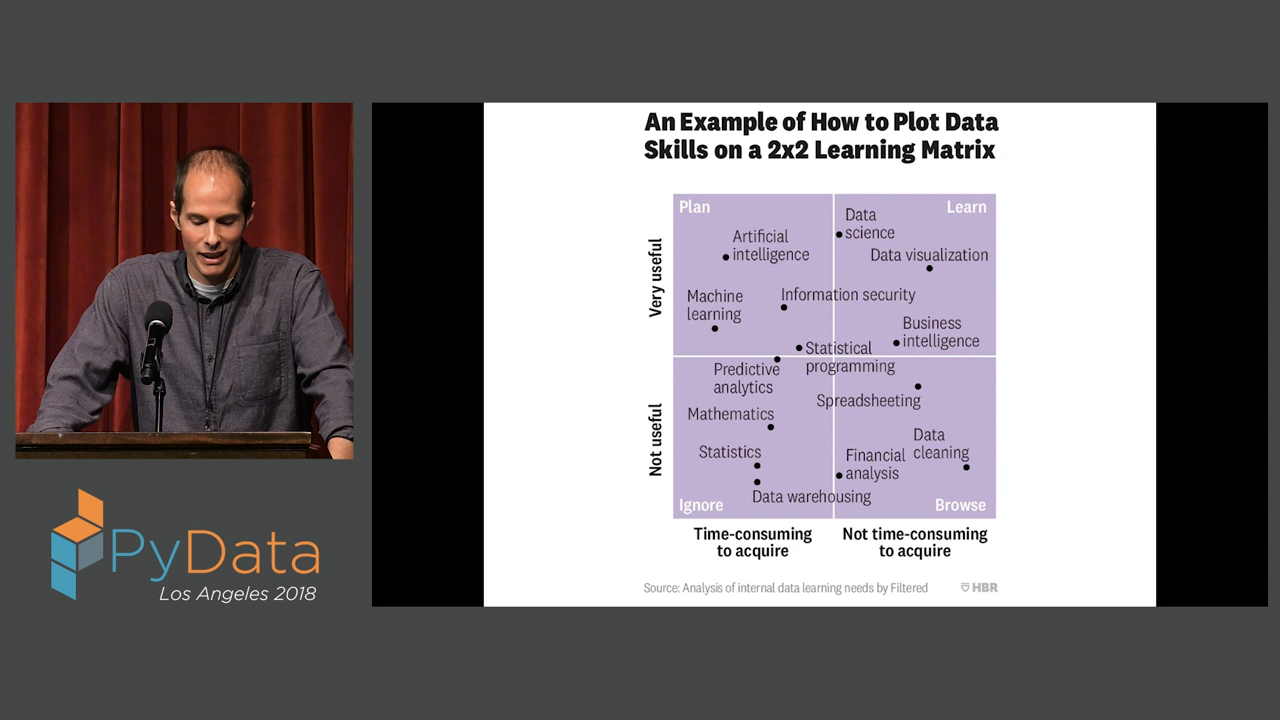 An Example of How to Plot Data
Skills on a 2x2 Learning Matrix
Plan
Learn
Very useful
Data
science
Artificial
intelligence
Data visualization
Machine
learning
Information security
Business
intelligence
Statistical
programming
Predictive
analytics
Not useful
Spreadsheeting
Mathematics
Data
cleaning
Statistics
Financial
analysis
Data warehousing
Ignore
Browse
Time-consuming
to acquire
Not time-consuming
to acquire
Source: Analysis of internal data learning needs by Filtered
HBR
PyData
Los Angeles 2018